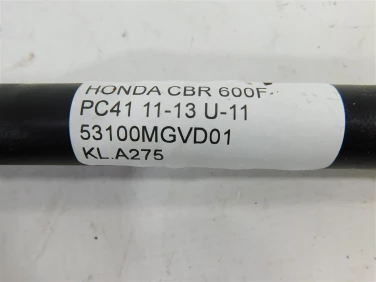 HONDA CBR 600F
PC41 11-13 U-11
53100MGVD01
KL.A275